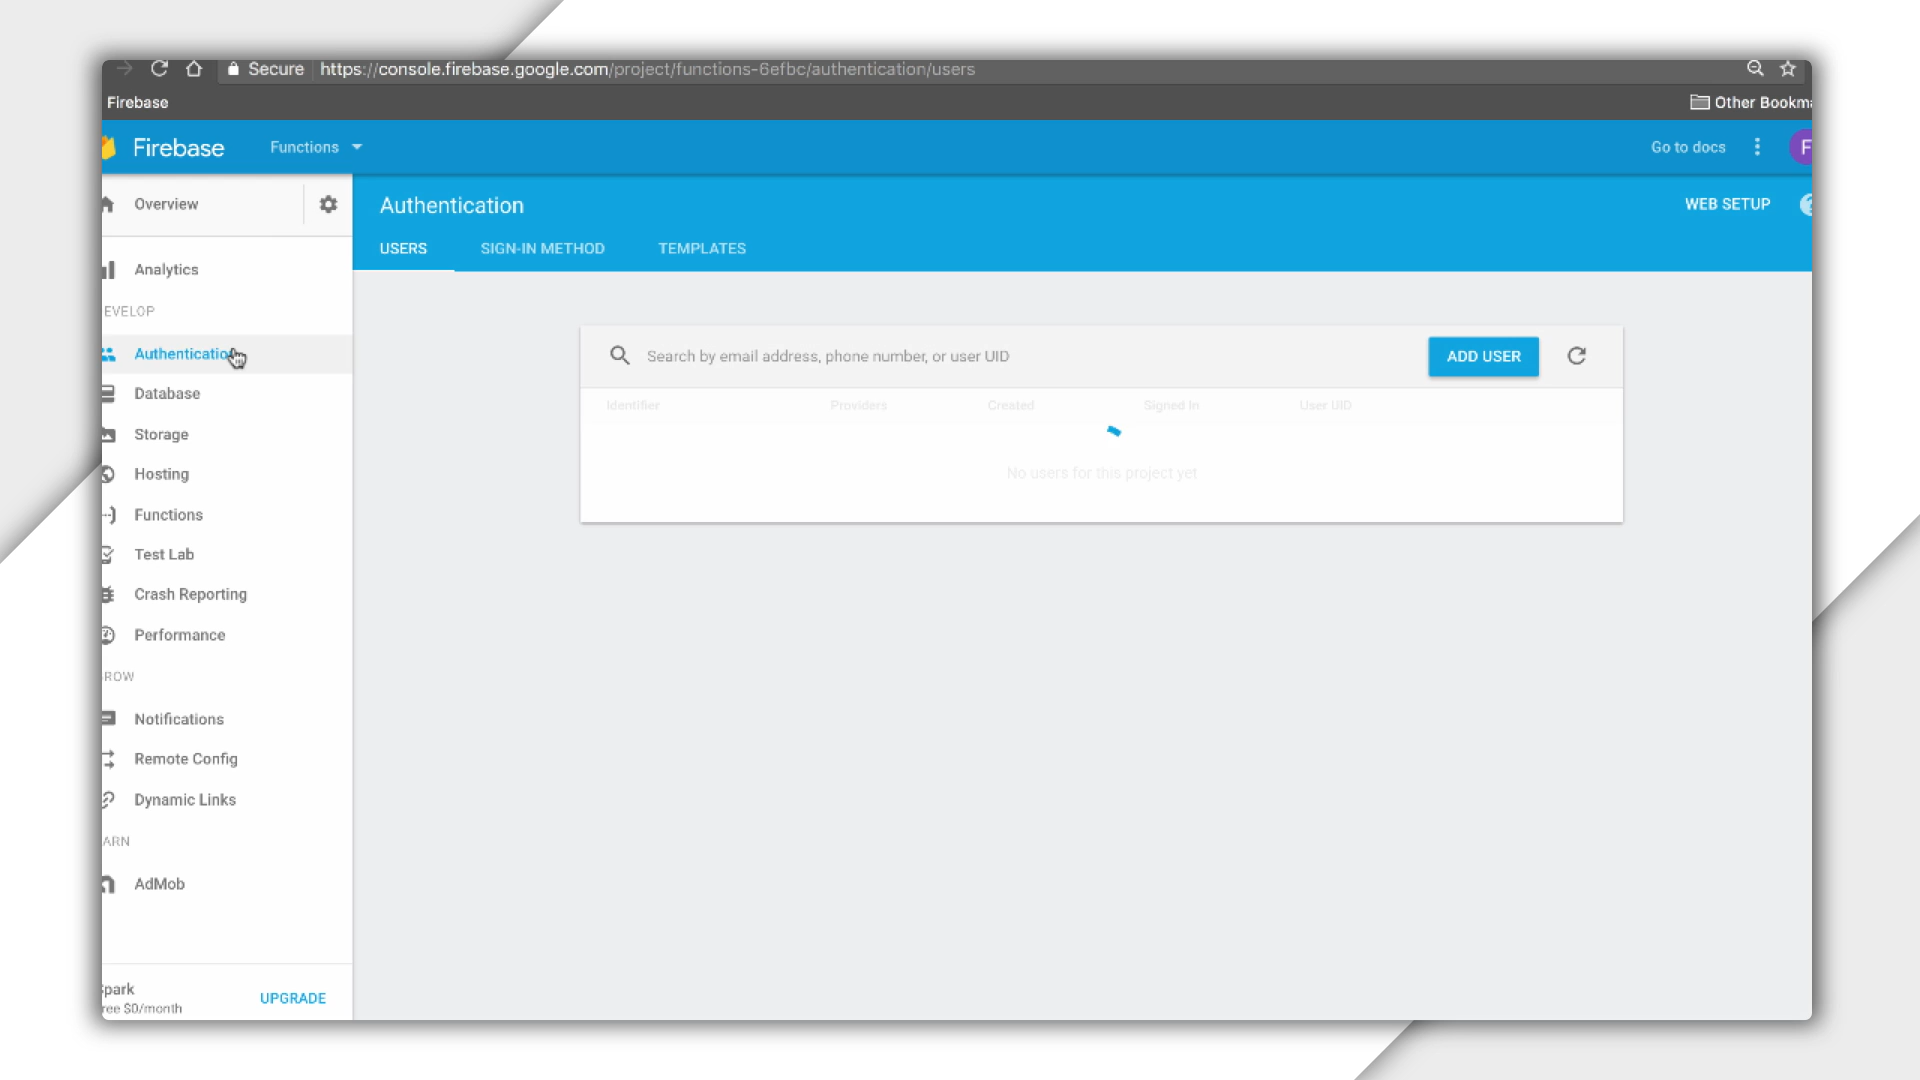 Secure https://console.firebase.google.com/project/functions-6efbc/authentication/users
Firebase
Other Bookma
Firebase
Functions
Go to docs
F
Overview
Authentication
WEB SETUP
?
USERS
SIGN-IN METHOD
TEMPLATES
Analytics
EVELOP
Authentication
Database
Storage
Hosting
Functions
Test Lab
Crash Reporting
Performance
ROW
Notifications
Remote Config
Dynamic Links
ARN
AdMob
Spark
ree $0/month
UPGRADE
Search by email address, phone number, or user UID
ADD USER
Identifier
Providers
Created
Signed In
User UID
No users for this project yet